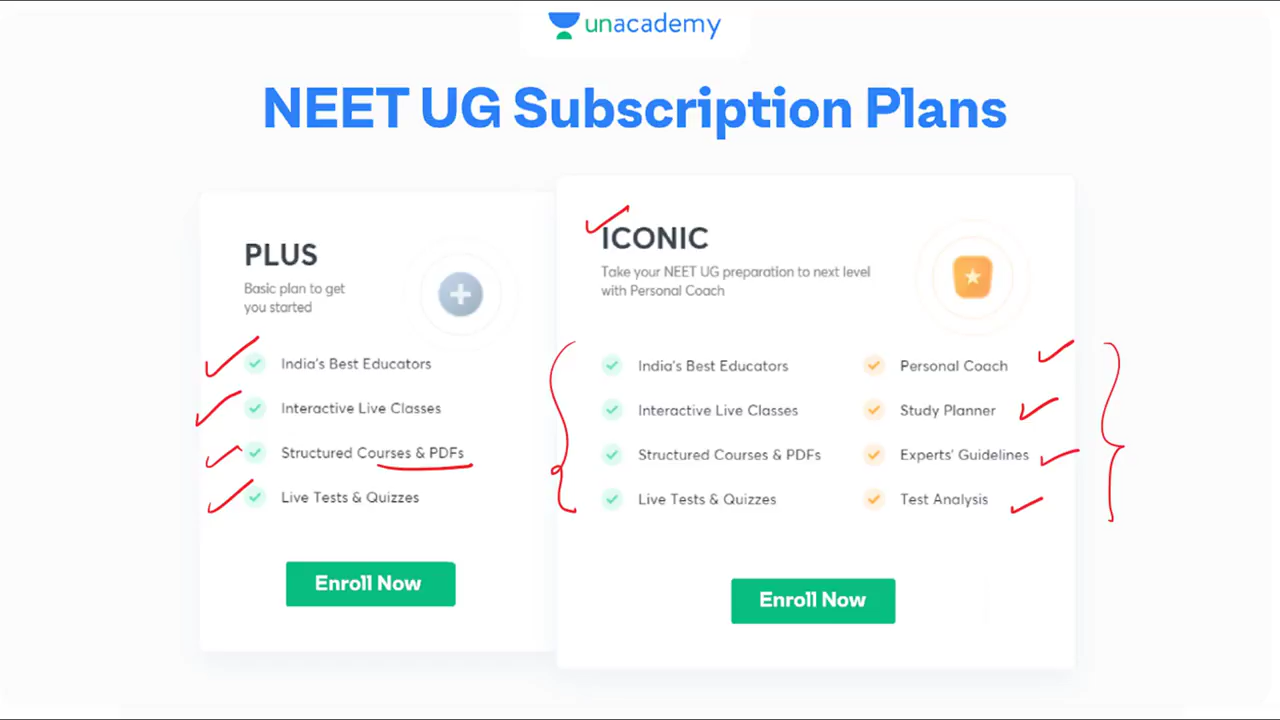 unacademy
NEET UG Subscription Plans
PLUS
Basic plan to get
you started
India's Best Educators
Interactive Live Classes
Structured Courses & PDFs
Live Tests & Quizzes
Enroll Now
ICONIC
Take your NEET UG preparation to next level
with Personal Coach
India's Best Educators
Interactive Live Classes
Structured Courses & PDFs
Live Tests & Quizzes
Personal Coach
Study Planner
Experts' Guidelines
Test Analysis
Enroll Now